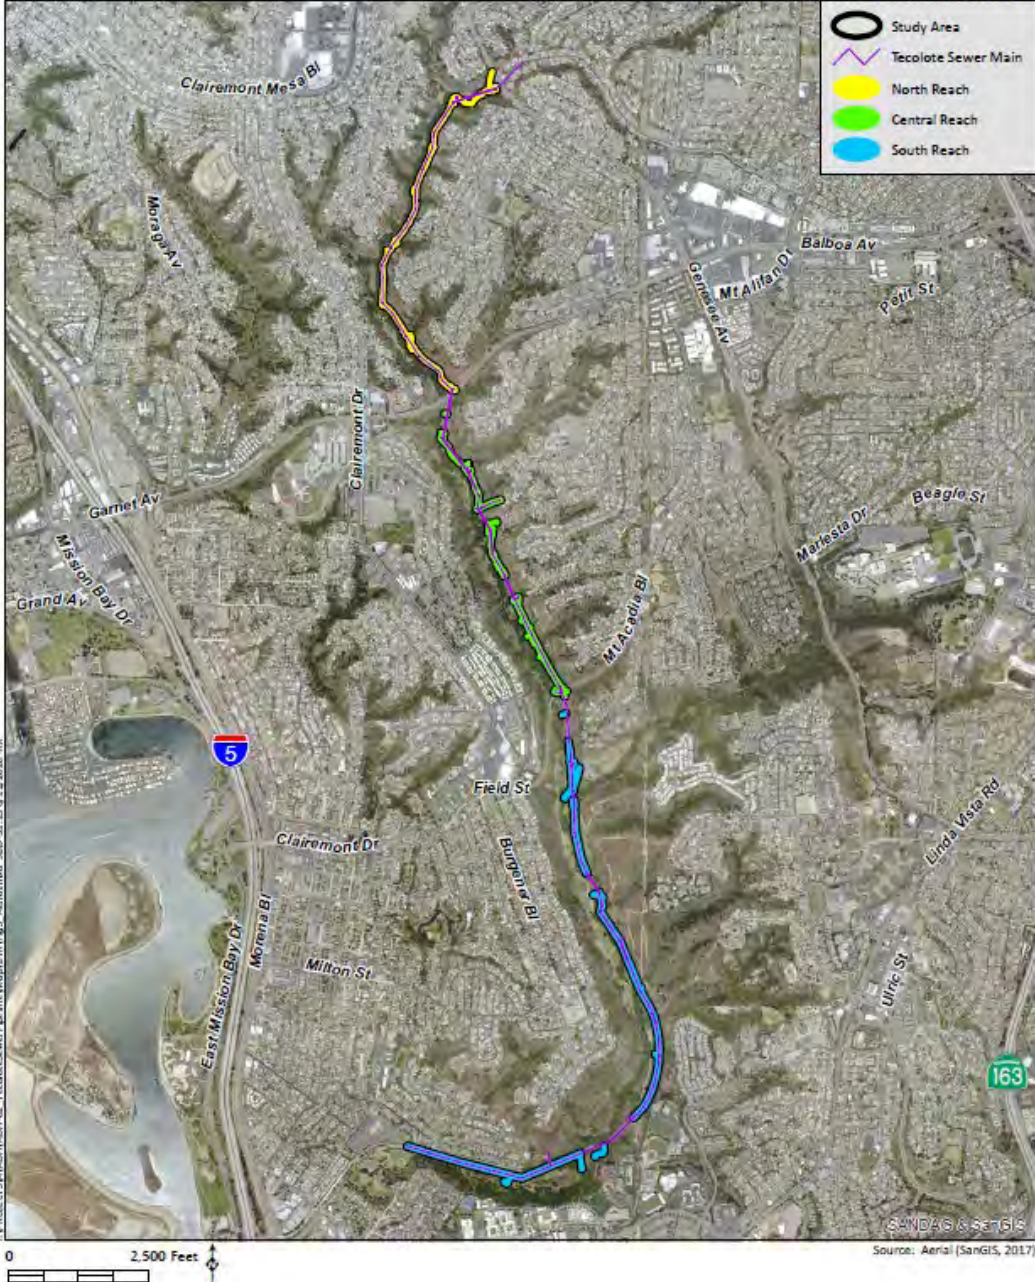 Study Area
Tecolote Sewer Main
North Reach
Central Reach
South Reach
Clairemont Mesa Bl
Moraga Av
Balboa Av
Mt Alifan Dr
Genesee Av
Petit St
Clairemont Dr
Garnet Av
Beagle St
Marlesta Dr
Mission Bay Dr
Grand Av
Mt Acadia Bl
5
Field St
Linda Vista Rd
Clairemont Dr
Burgener Bl
Morena Bl
East Mission Bay Dr
Milton St
Ulric St
163
SANDAG & SanGIS
0 2,500 Feet
N
Source: Aerial (SanGIS, 2017)